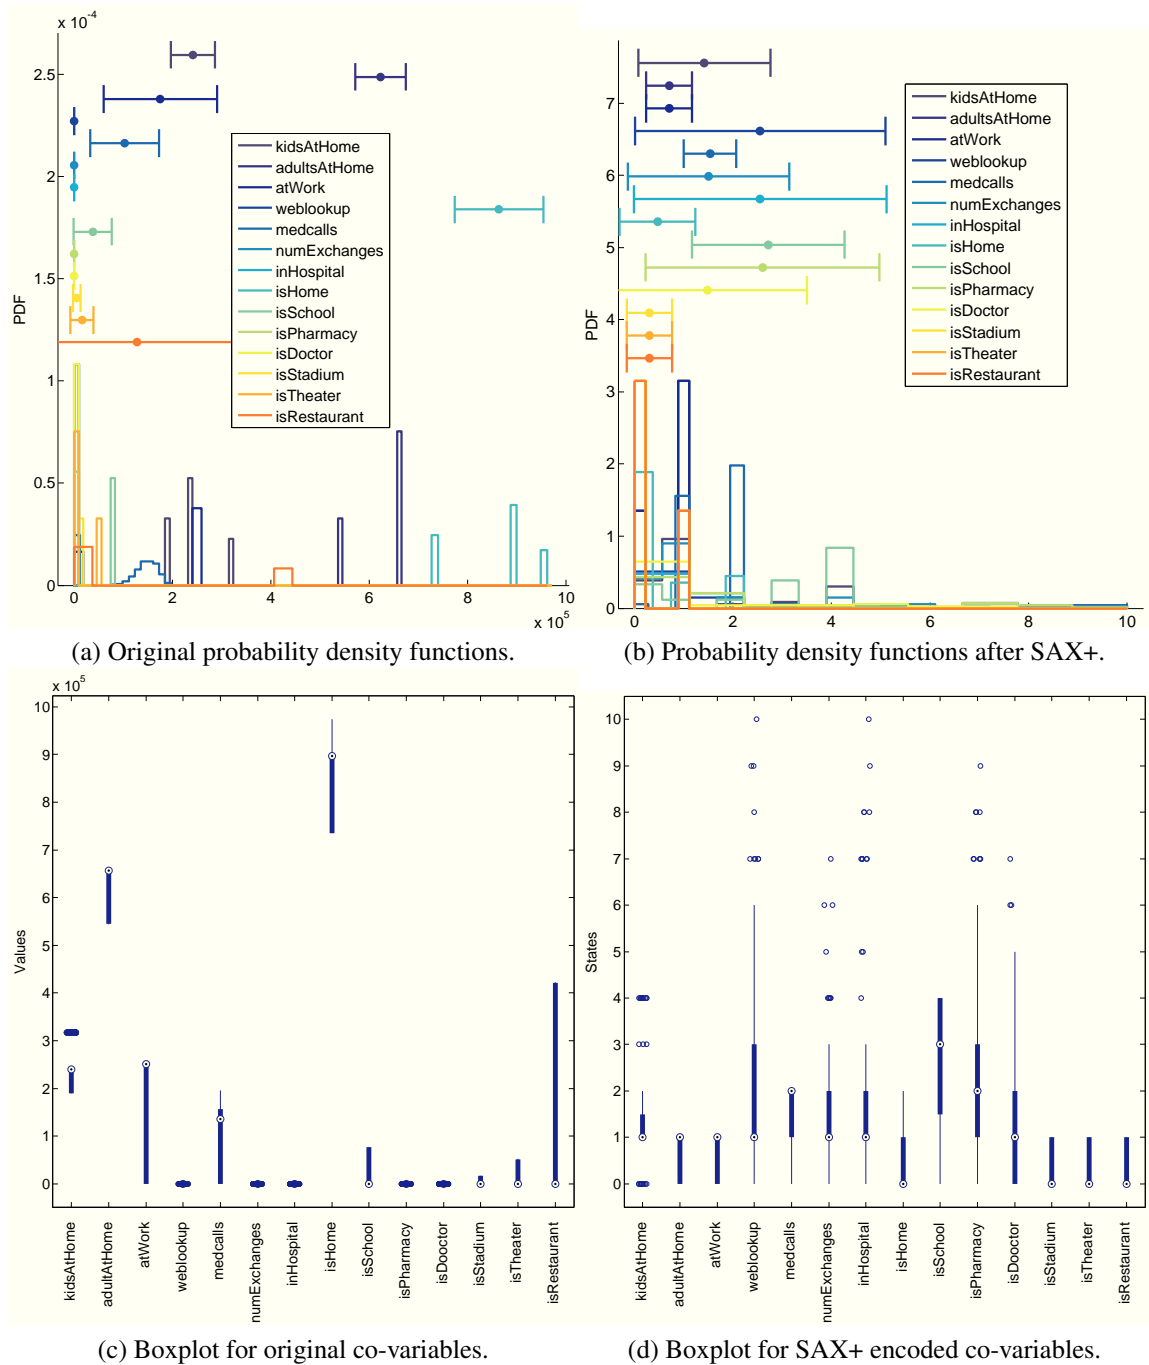 x 10⁻⁴
2.5
2
1.5
1
0.5
0
PDF
kidsAtHome
adultsAtHome
atWork
weblookup
medcalls
numExchanges
inHospital
isHome
isSchool
isPharmacy
isDoctor
isStadium
isTheater
isRestaurant
0 2 4 6 8 10
x 10⁵
(a) Original probability density functions.
7
6
5
4
3
2
1
0
PDF
kidsAtHome
adultsAtHome
atWork
weblookup
medcalls
numExchanges
inHospital
isHome
isSchool
isPharmacy
isDoctor
isStadium
isTheater
isRestaurant
0 2 4 6 8 10
(b) Probability density functions after SAX+.
x 10⁵
10
9
8
7
6
5
4
3
2
1
0
Values
kidsAtHome
adultAtHome
atWork
weblookup
medcalls
numExchanges
inHospital
isHome
isSchool
isPharmacy
isDooctor
isStadium
isTheater
isRestaurant
(c) Boxplot for original co-variables.
10
9
8
7
6
5
4
3
2
1
0
States
kidsAtHome
adultAtHome
atWork
weblookup
medcalls
numExchanges
inHospital
isHome
isSchool
isPharmacy
isDooctor
isStadium
isTheater
isRestaurant
(d) Boxplot for SAX+ encoded co-variables.